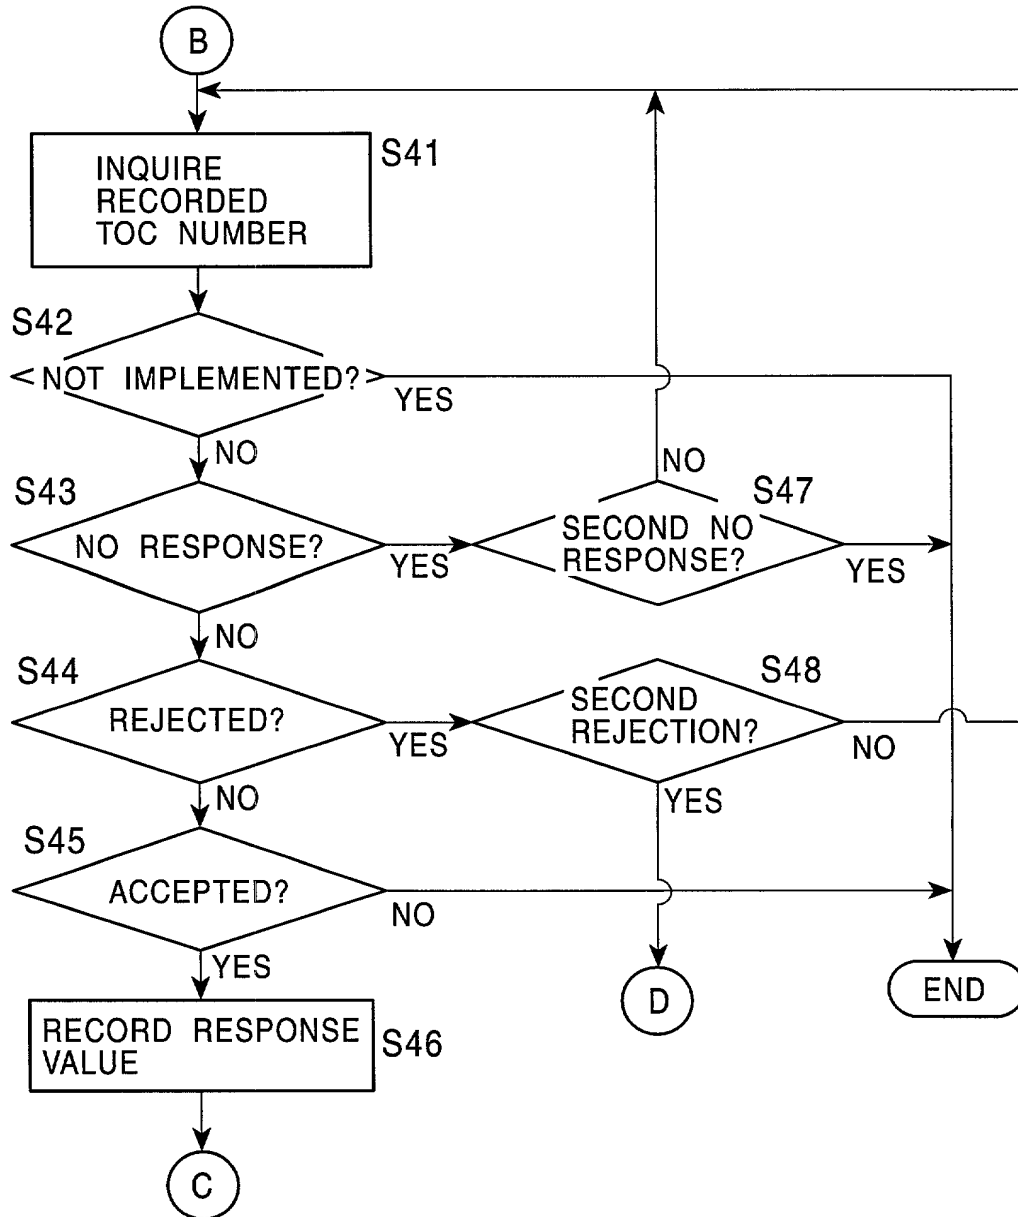 B
INQUIRE
RECORDED
TOC NUMBER
S41
S42
NOT IMPLEMENTED?
YES
NO
S43
NO RESPONSE?
YES
NO
SECOND NO
RESPONSE?
S47
YES
NO
S44
REJECTED?
YES
SECOND
REJECTION?
S48
NO
NO
YES
S45
ACCEPTED?
NO
YES
D
END
RECORD RESPONSE
VALUE
S46
C